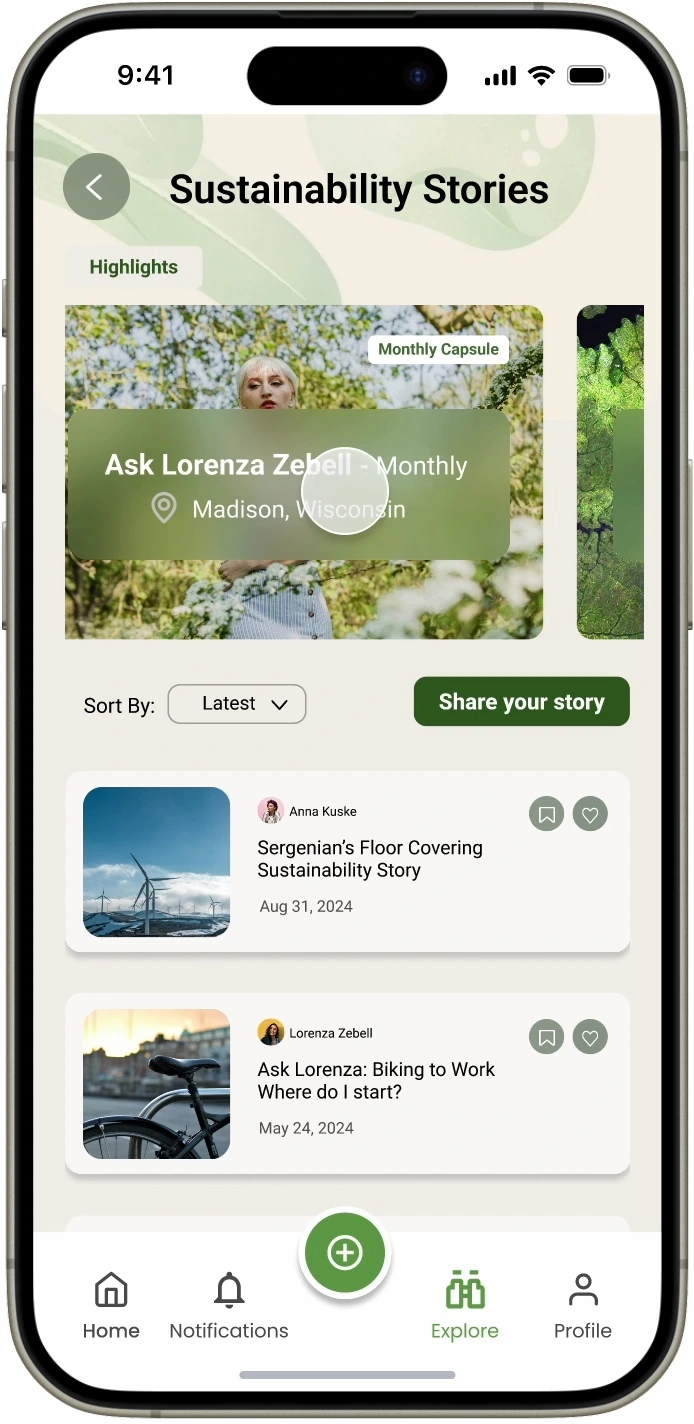 9:41
Sustainability Stories
Highlights
Monthly Capsule
Ask Lorenza Zebell - Monthly
Madison, Wisconsin
Sort By:
Latest
Share your story
Anna Kuske
Sergenian’s Floor Covering
Sustainability Story
Aug 31, 2024
Lorenza Zebell
Ask Lorenza: Biking to Work
Where do I start?
May 24, 2024
Home
Notifications
Explore
Profile